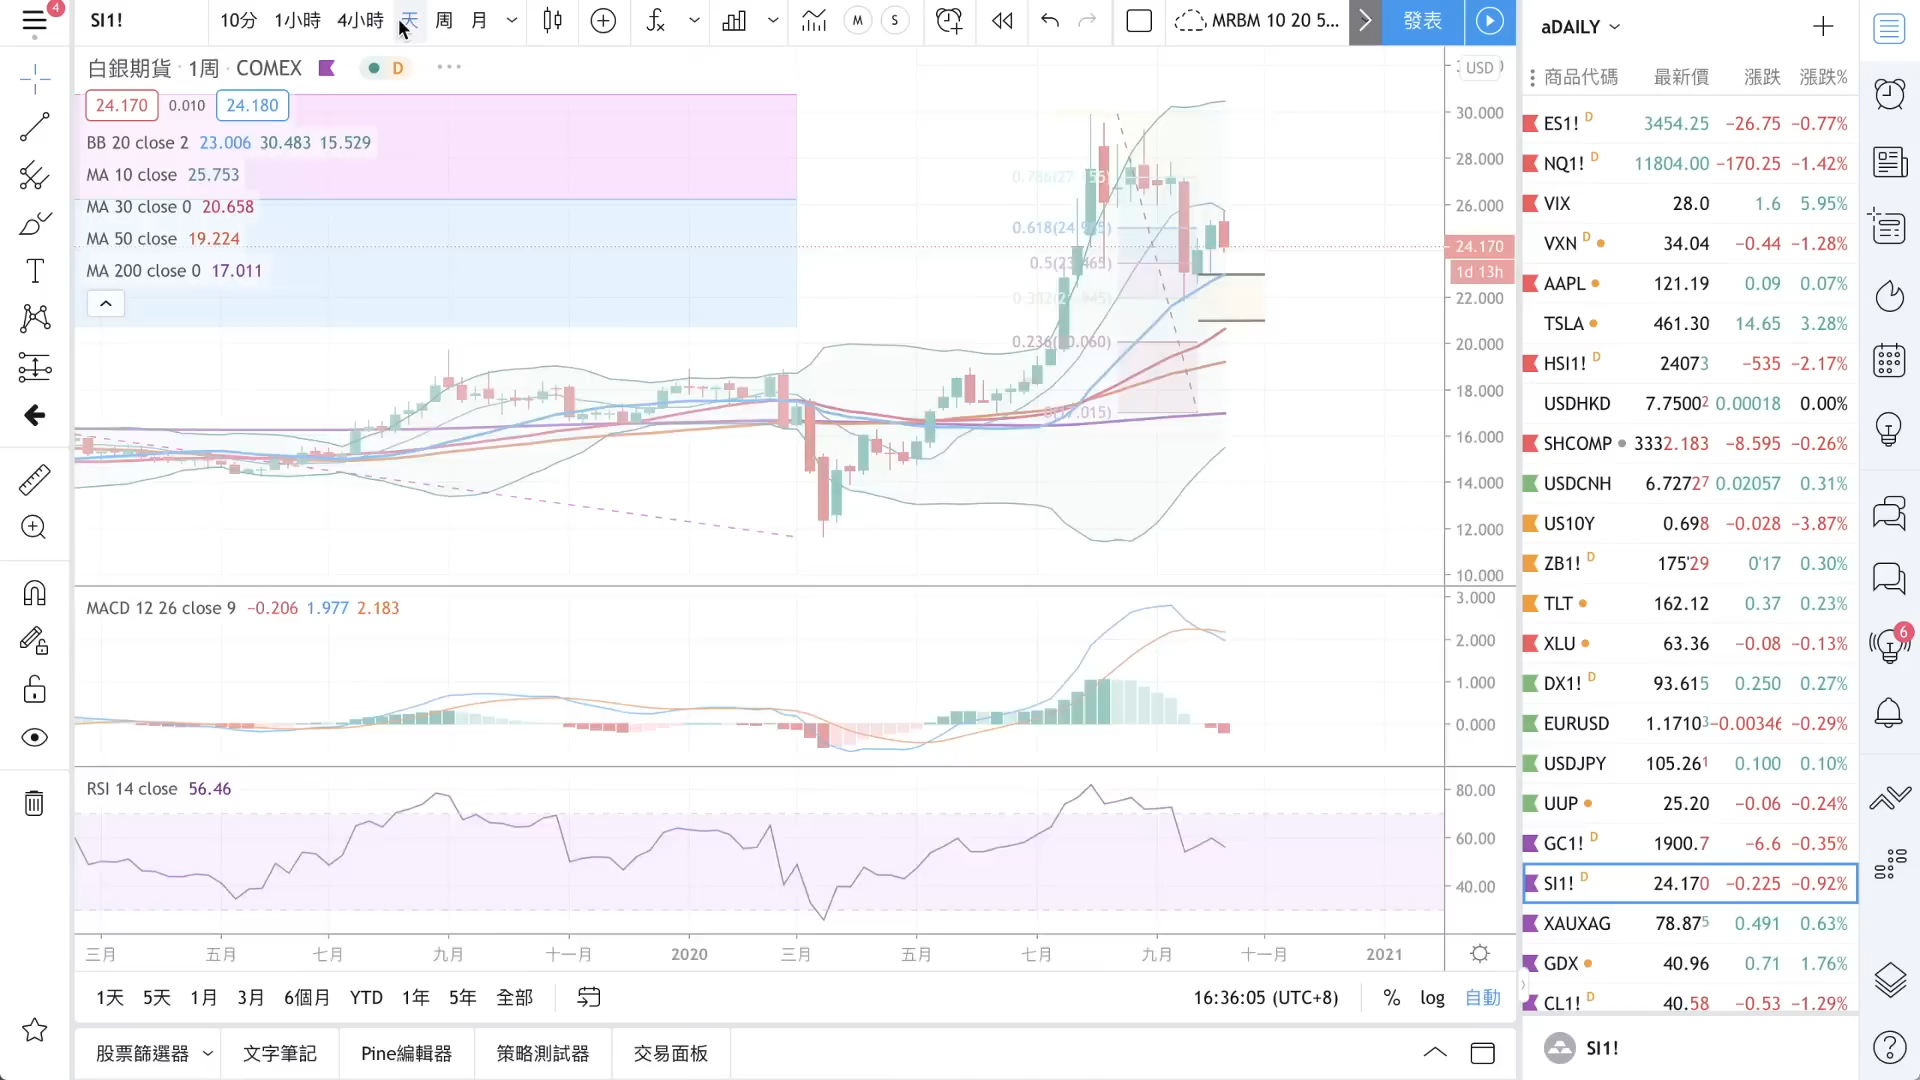 4
SI1!
10分 1小時 4小時 天 周 月
M S
MRBM 10 20 5...
發表
白銀期貨 · 1周 · COMEX D
24.170 0.010 24.180
BB 20 close 2 23.006 30.483 15.529
MA 10 close 25.753
MA 30 close 0 20.658
MA 50 close 19.224
MA 200 close 0 17.011
USD
30.000
28.000
26.000
24.170
1d 13h
22.000
20.000
18.000
16.000
14.000
12.000
10.000
0.5(23.465)
0(17.015)
MACD 12 26 close 9 −0.206 1.977 2.183
3.000
2.000
1.000
0.000
RSI 14 close 56.46
80.00
60.00
40.00
三月 五月 七月 九月 十一月 2020 三月 五月 七月 九月 十一月 2021
1天 5天 1月 3月 6個月 YTD 1年 5年 全部
16:36:05 (UTC+8) % log 自動
股票篩選器 文字筆記 Pine編輯器 策略測試器 交易面板
aDAILY
商品代碼 最新價 漲跌 漲跌%
ES1! D 3454.25 −26.75 −0.77%
NQ1! D 11804.00 −170.25 −1.42%
VIX 28.0 1.6 5.95%
VXN D 34.04 −0.44 −1.28%
AAPL 121.19 0.09 0.07%
TSLA 461.30 14.65 3.28%
HSI1! D 24073 −535 −2.17%
USDHKD 7.75002 0.00018 0.00%
SHCOMP 3332.183 −8.595 −0.26%
USDCNH 6.72727 0.02057 0.31%
US10Y 0.698 −0.028 −3.87%
ZB1! D 175'29 0'17 0.30%
TLT 162.12 0.37 0.23%
XLU 63.36 −0.08 −0.13%
DX1! D 93.615 0.250 0.27%
EURUSD 1.17103 −0.00346 −0.29%
USDJPY 105.261 0.100 0.10%
UUP 25.20 −0.06 −0.24%
GC1! D 1900.7 −6.6 −0.35%
SI1! D 24.170 −0.225 −0.92%
XAUXAG 78.875 0.491 0.63%
GDX 40.96 0.71 1.76%
CL1! D 40.58 −0.53 −1.29%
SI1!
6